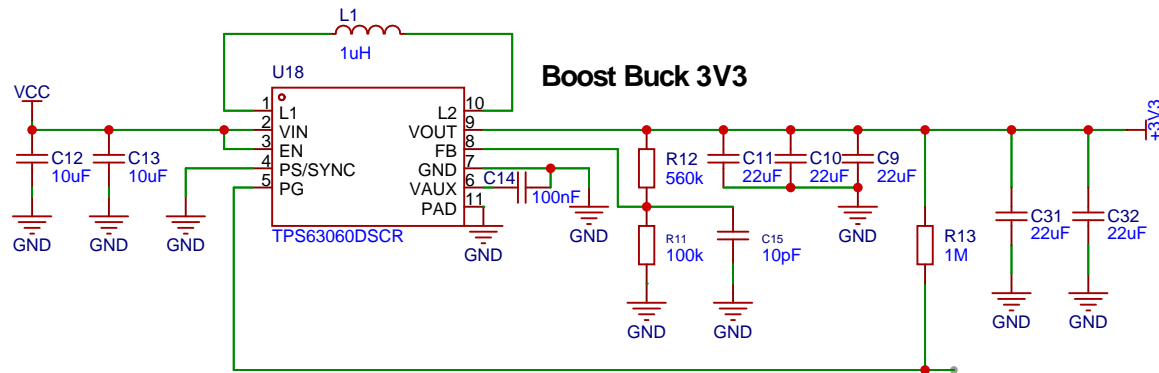 L1
1uH
Boost Buck 3V3
U18
VCC
1
L1
L2
10
2
VIN
VOUT
9
3
EN
FB
8
4
PS/SYNC
GND
7
5
PG
VAUX
6
PAD
11
TPS63060DSCR
C12
10uF
C13
10uF
GND
GND
GND
C14
100nF
GND
GND
R12
560k
C11
22uF
C10
22uF
C9
22uF
GND
R11
100k
C15
10pF
GND
GND
R13
1M
C31
22uF
C32
22uF
GND
GND
+3V3